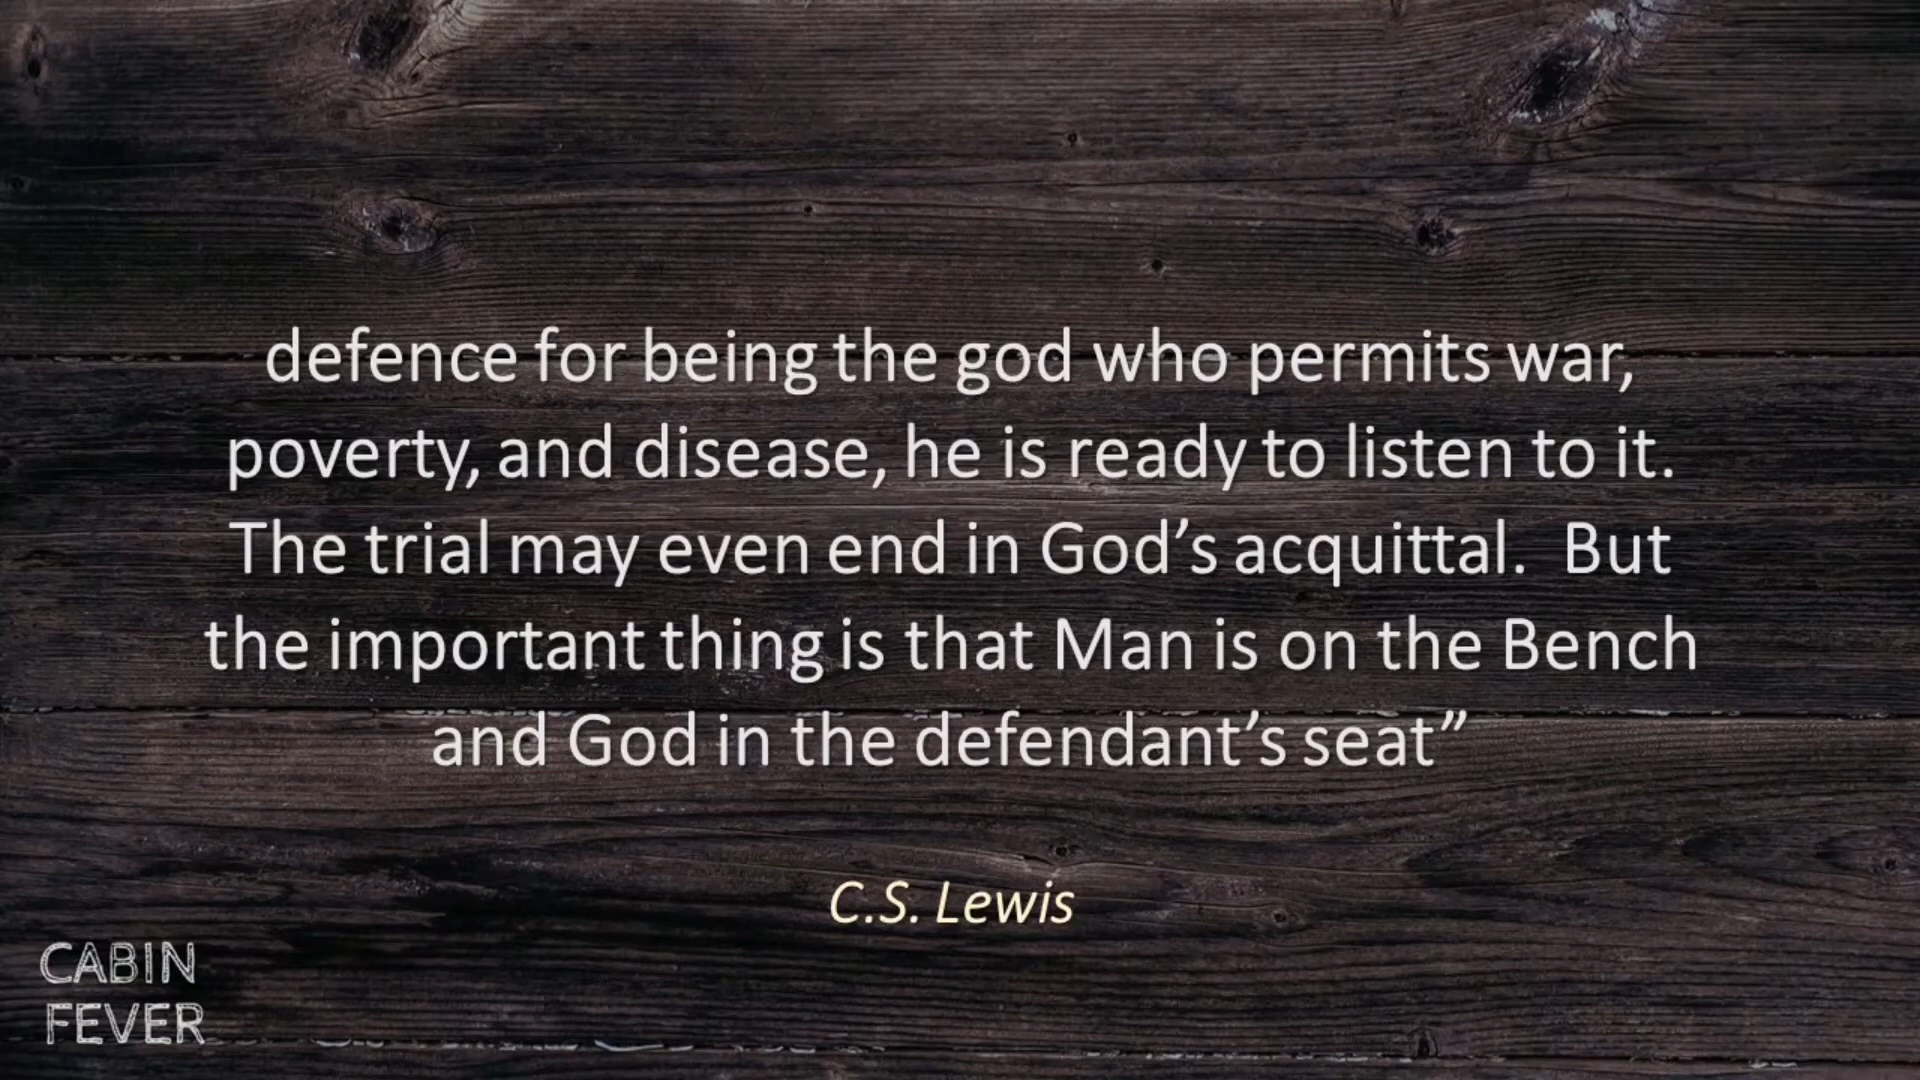 defence for being the god who permits war,
poverty, and disease, he is ready to listen to it.
The trial may even end in God’s acquittal.  But
the important thing is that Man is on the Bench
and God in the defendant’s seat”
C.S. Lewis
CABIN
FEVER